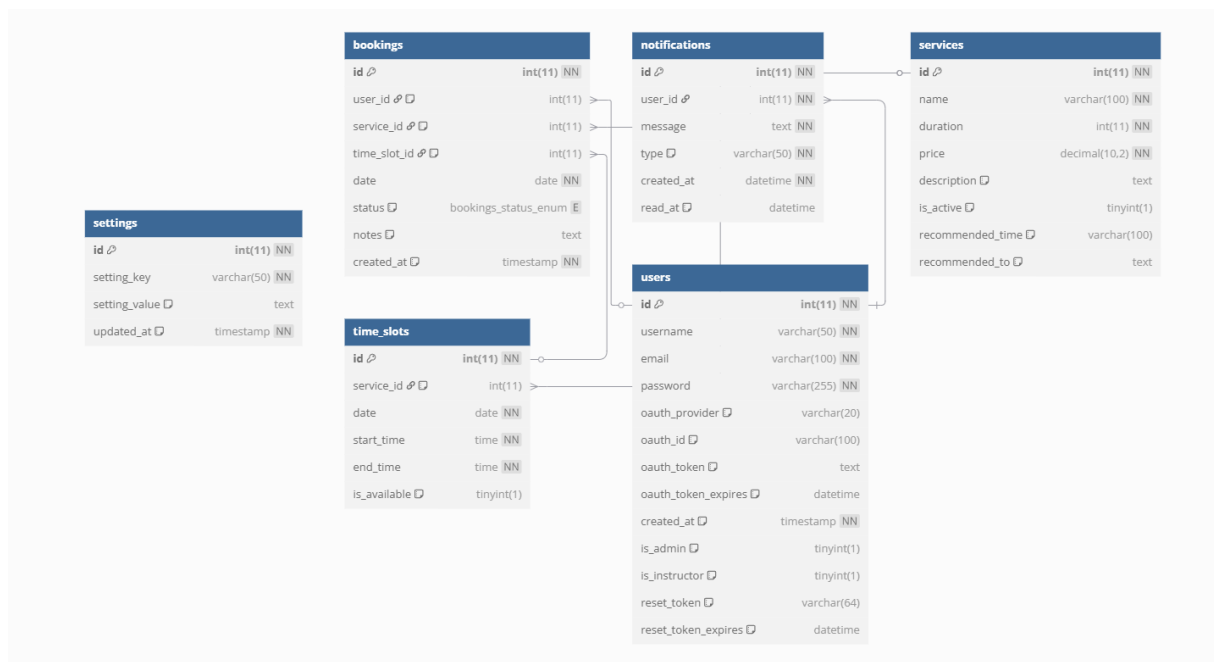 bookings
id int(11) NN
user_id int(11)
service_id int(11)
time_slot_id int(11)
date date NN
status bookings_status_enum E
notes text
created_at timestamp NN
notifications
id int(11) NN
user_id int(11) NN
message text NN
type varchar(50) NN
created_at datetime NN
read_at datetime
services
id int(11) NN
name varchar(100) NN
duration int(11) NN
price decimal(10,2) NN
description text
is_active tinyint(1)
recommended_time varchar(100)
recommended_to text
settings
id int(11) NN
setting_key varchar(50) NN
setting_value text
updated_at timestamp NN
time_slots
id int(11) NN
service_id int(11)
date date NN
start_time time NN
end_time time NN
is_available tinyint(1)
users
id int(11) NN
username varchar(50) NN
email varchar(100) NN
password varchar(255) NN
oauth_provider varchar(20)
oauth_id varchar(100)
oauth_token text
oauth_token_expires datetime
created_at timestamp NN
is_admin tinyint(1)
is_instructor tinyint(1)
reset_token varchar(64)
reset_token_expires datetime